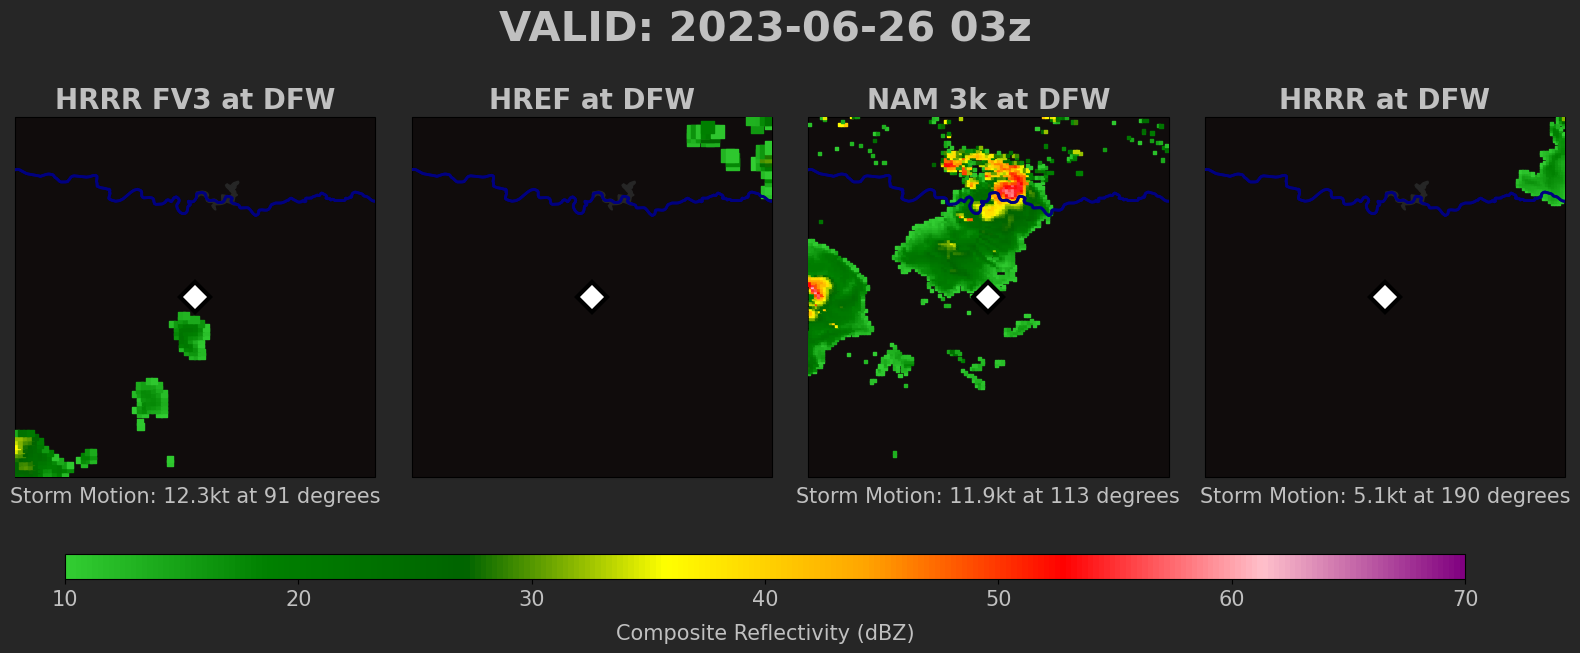 VALID: 2023-06-26 03z
HRRR FV3 at DFW
HREF at DFW
NAM 3k at DFW
HRRR at DFW
Storm Motion: 12.3kt at 91 degrees
Storm Motion: 11.9kt at 113 degrees
Storm Motion: 5.1kt at 190 degrees
10 20 30 40 50 60 70
Composite Reflectivity (dBZ)